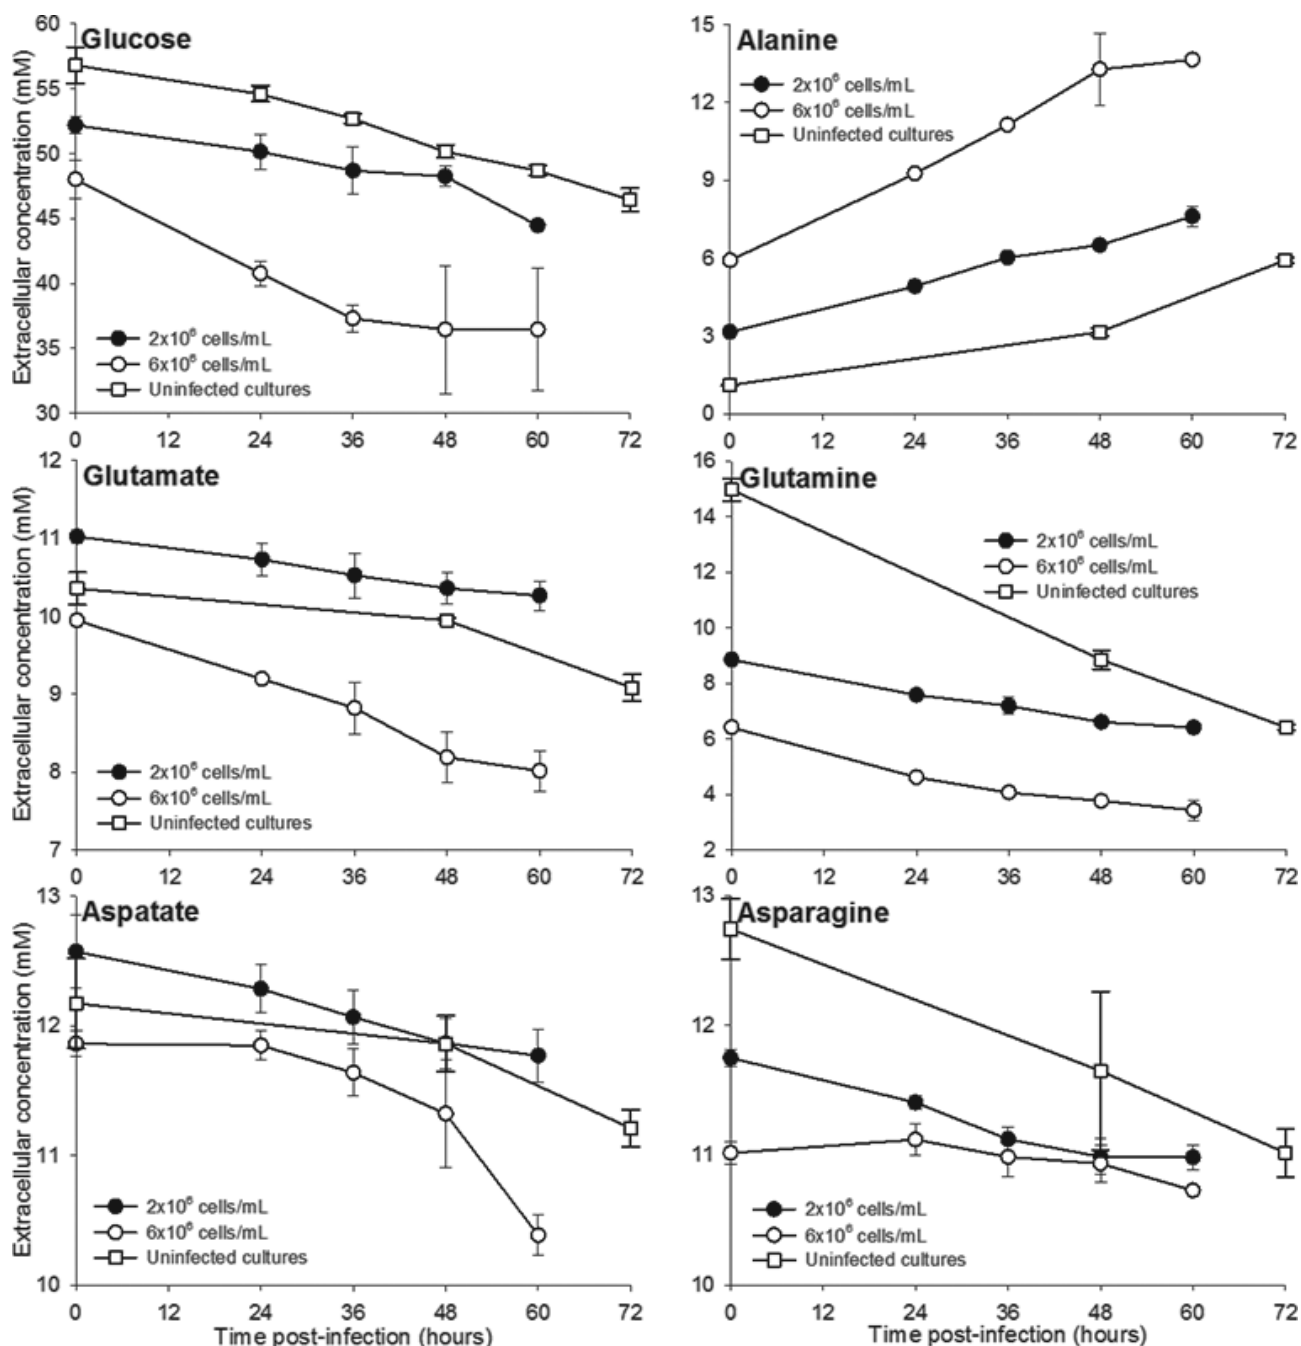 Glucose
Extracellular concentration (mM)
60
55
50
45
40
35
30
2x10⁶ cells/mL
6x10⁶ cells/mL
Uninfected cultures
0 12 24 36 48 60 72
Alanine
15
12
9
6
3
0
2x10⁶ cells/mL
6x10⁶ cells/mL
Uninfected cultures
0 12 24 36 48 60 72
Glutamate
Extracellular concentration (mM)
12
11
10
9
8
7
2x10⁶ cells/mL
6x10⁶ cells/mL
Uninfected cultures
0 12 24 36 48 60 72
Glutamine
16
14
12
10
8
6
4
2
2x10⁶ cells/mL
6x10⁶ cells/mL
Uninfected cultures
0 12 24 36 48 60 72
Aspatate
Extracellular concentration (mM)
13
12
11
10
2x10⁶ cells/mL
6x10⁶ cells/mL
Uninfected cultures
0 12 24 36 48 60 72
Time post-infection (hours)
Asparagine
13
12
11
10
2x10⁶ cells/mL
6x10⁶ cells/mL
Uninfected cultures
0 12 24 36 48 60 72
Time post-infection (hours)